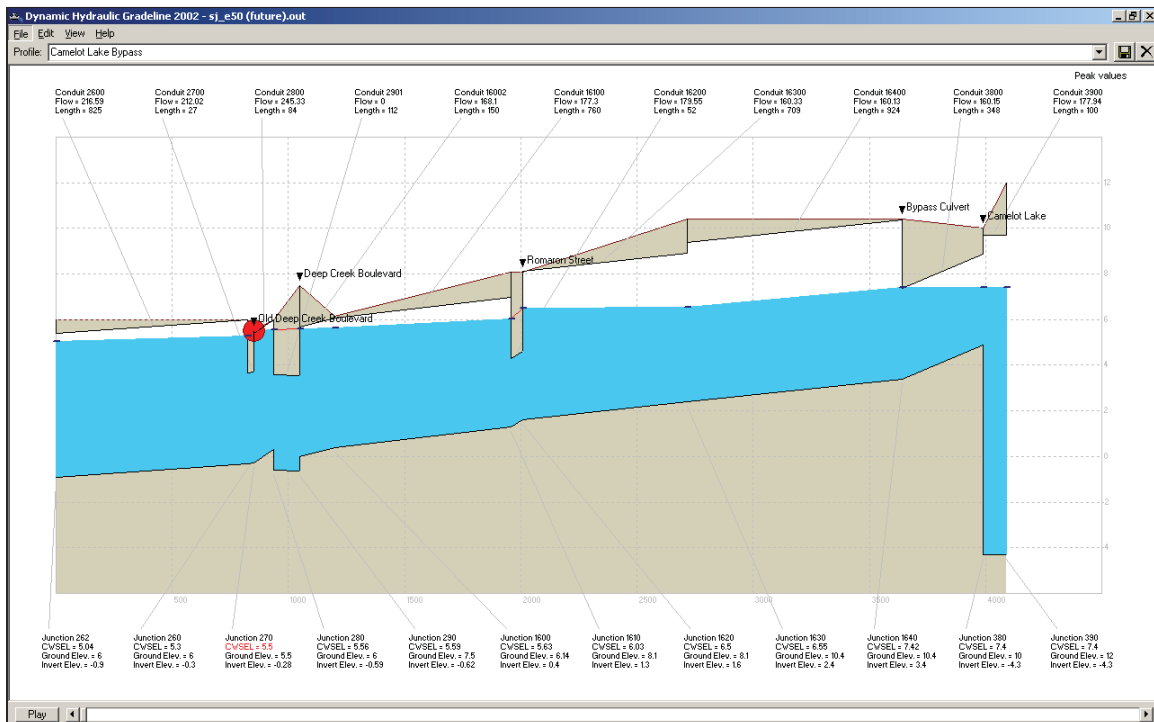 Dynamic Hydraulic Gradeline 2002 - sj_e50 (future).out
File Edit View Help
Profile: Camelot Lake Bypass
Peak values
Conduit 2600
Flow = 216.59
Length = 825
Conduit 2700
Flow = 212.02
Length = 27
Conduit 2800
Flow = 245.33
Length = 84
Conduit 2901
Flow = 0
Length = 112
Conduit 16002
Flow = 168.1
Length = 150
Conduit 16100
Flow = 177.3
Length = 760
Conduit 16200
Flow = 179.55
Length = 52
Conduit 16300
Flow = 160.33
Length = 709
Conduit 16400
Flow = 160.13
Length = 924
Conduit 3800
Flow = 160.15
Length = 348
Conduit 3900
Flow = 177.94
Length = 100
12
Bypass Culvert
Camelot Lake
10
Romaron Street
Deep Creek Boulevard
8
Old Deep Creek Boulevard
6
4
2
0
2
4
500
1000
1500
2000
2500
3000
3500
4000
Junction 262
CWSEL = 5.04
Ground Elev. = 6
Invert Elev. = -0.9
Junction 260
CWSEL = 5.3
Ground Elev. = 6
Invert Elev. = -0.3
Junction 270
CWSEL = 5.5
Ground Elev. = 5.5
Invert Elev. = -0.28
Junction 280
CWSEL = 5.56
Ground Elev. = 6
Invert Elev. = -0.59
Junction 290
CWSEL = 5.59
Ground Elev. = 7.5
Invert Elev. = -0.62
Junction 1600
CWSEL = 5.63
Ground Elev. = 6.14
Invert Elev. = 0.4
Junction 1610
CWSEL = 6.03
Ground Elev. = 8.1
Invert Elev. = 1.3
Junction 1620
CWSEL = 6.5
Ground Elev. = 8.1
Invert Elev. = 1.6
Junction 1630
CWSEL = 6.55
Ground Elev. = 10.4
Invert Elev. = 2.4
Junction 1640
CWSEL = 7.42
Ground Elev. = 10.4
Invert Elev. = 3.4
Junction 380
CWSEL = 7.4
Ground Elev. = 10
Invert Elev. = -4.3
Junction 390
CWSEL = 7.4
Ground Elev. = 12
Invert Elev. = -4.3
Play